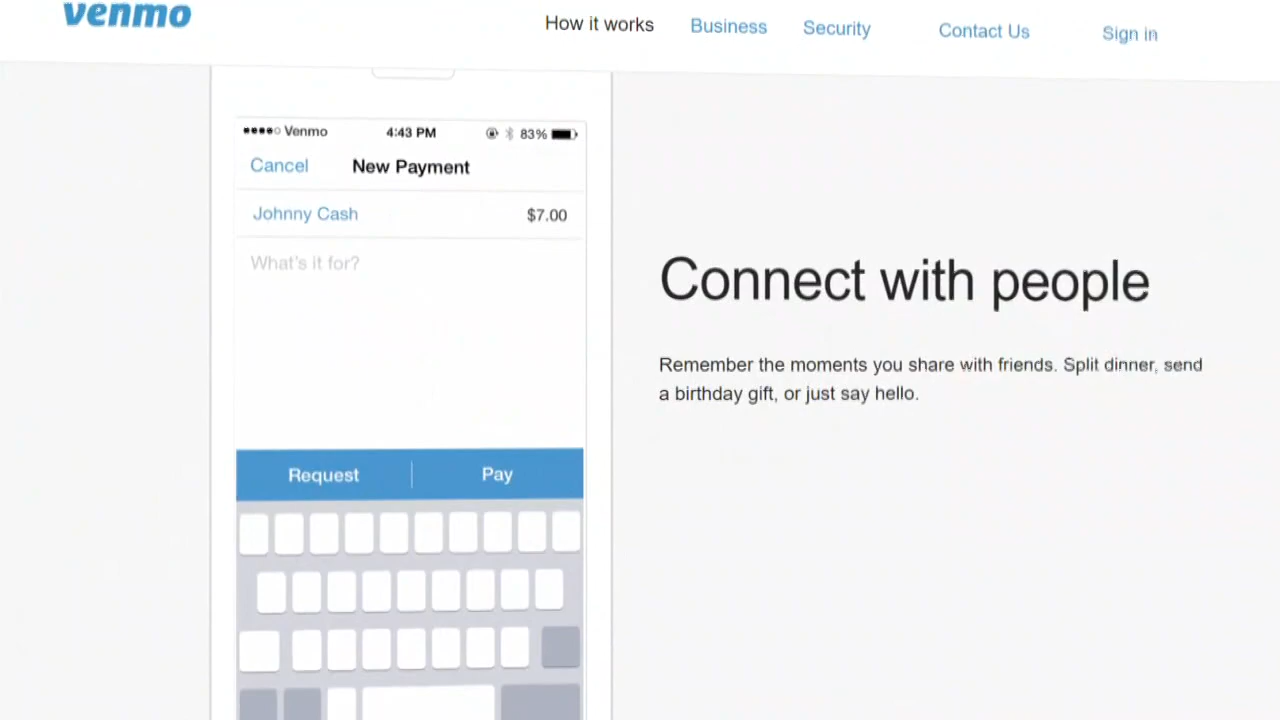 venmo
How it works
Business
Security
Contact Us
Sign in
Venmo
4:43 PM
83%
Cancel
New Payment
Johnny Cash
$7.00
What's it for?
Request
Pay
Connect with people
Remember the moments you share with friends. Split dinner, send
a birthday gift, or just say hello.